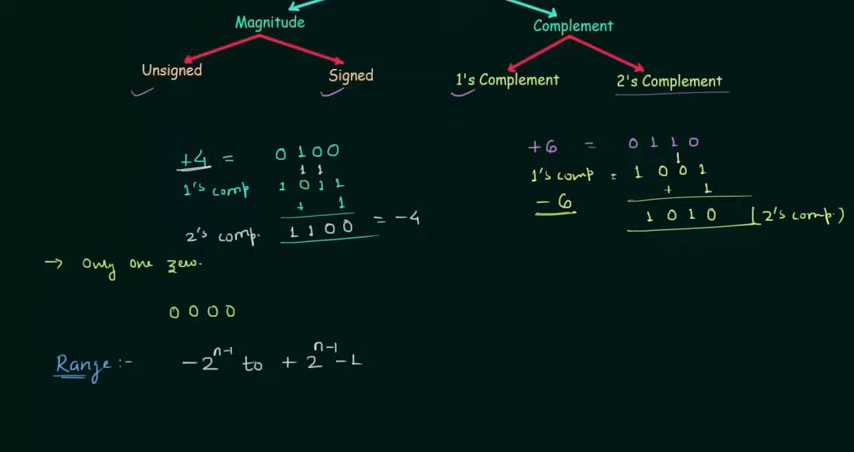 Magnitude
Complement
Unsigned
Signed
1's Complement
2's Complement
+4 = 0 1 0 0
1 1
1's comp 1 0 1 1
+ 1
2's comp. 1 1 0 0 = -4
+6 = 0 1 1 0
1
1's comp = 1 0 0 1
+ 1
-6
1 0 1 0 (2's comp.)
→ Only one zero.
0 0 0 0
Range:- -2^n-1 to +2^n-1 -1